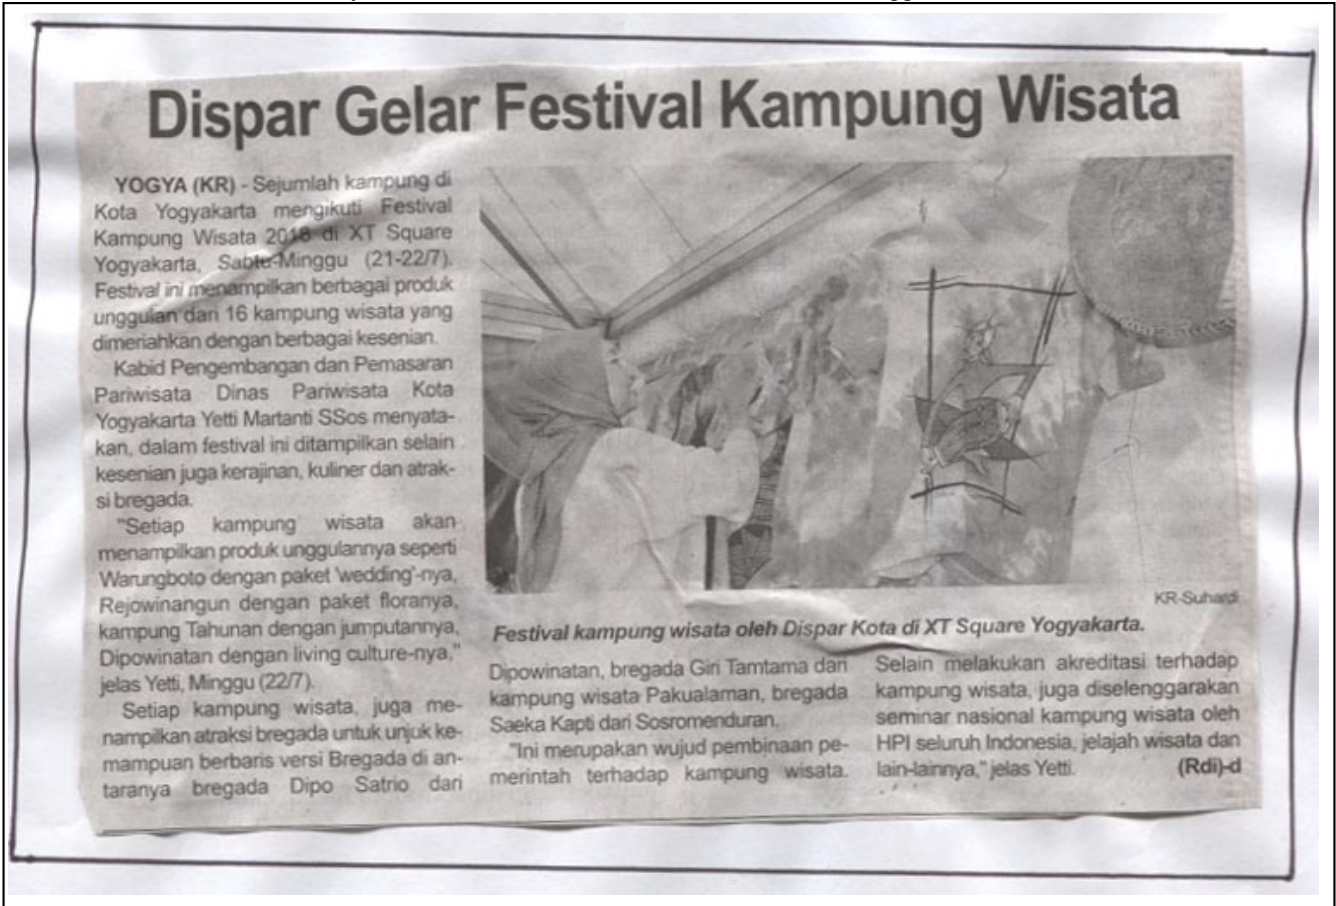 Dispar Gelar Festival Kampung Wisata
YOGYA (KR) - Sejumlah kampung di
Kota Yogyakarta mengikuti Festival
Kampung Wisata 2018 di XT Square
Yogyakarta, Sabtu-Minggu (21-22/7).
Festival ini menampilkan berbagai produk
unggulan dari 16 kampung wisata yang
dimeriahkan dengan berbagai kesenian.
Kabid Pengembangan dan Pemasaran
Pariwisata Dinas Pariwisata Kota
Yogyakarta Yetti Martanti SSos menyata-
kan, dalam festival ini ditampilkan selain
kesenian juga kerajinan, kuliner dan atrak-
si bregada.
"Setiap kampung wisata akan
menampilkan produk unggulannya seperti
Warungboto dengan paket 'wedding'-nya,
Rejowinangun dengan paket floranya,
kampung Tahunan dengan jumputannya,
Dipowinatan dengan living culture-nya,"
jelas Yetti, Minggu (22/7).
Setiap kampung wisata, juga me-
nampilkan atraksi bregada untuk unjuk ke-
mampuan berbaris versi Bregada di an-
taranya bregada Dipo Satrio dari
KR-Suhardi
Festival kampung wisata oleh Dispar Kota di XT Square Yogyakarta.
Dipowinatan, bregada Giri Tamtama dari
kampung wisata Pakualaman, bregada
Saeka Kapti dari Sosromenduran.
"Ini merupakan wujud pembinaan pe-
merintah terhadap kampung wisata.
Selain melakukan akreditasi terhadap
kampung wisata, juga diselenggarakan
seminar nasional kampung wisata oleh
HPI seluruh Indonesia, jelajah wisata dan
lain-lainnya," jelas Yetti. (Rdi)-d